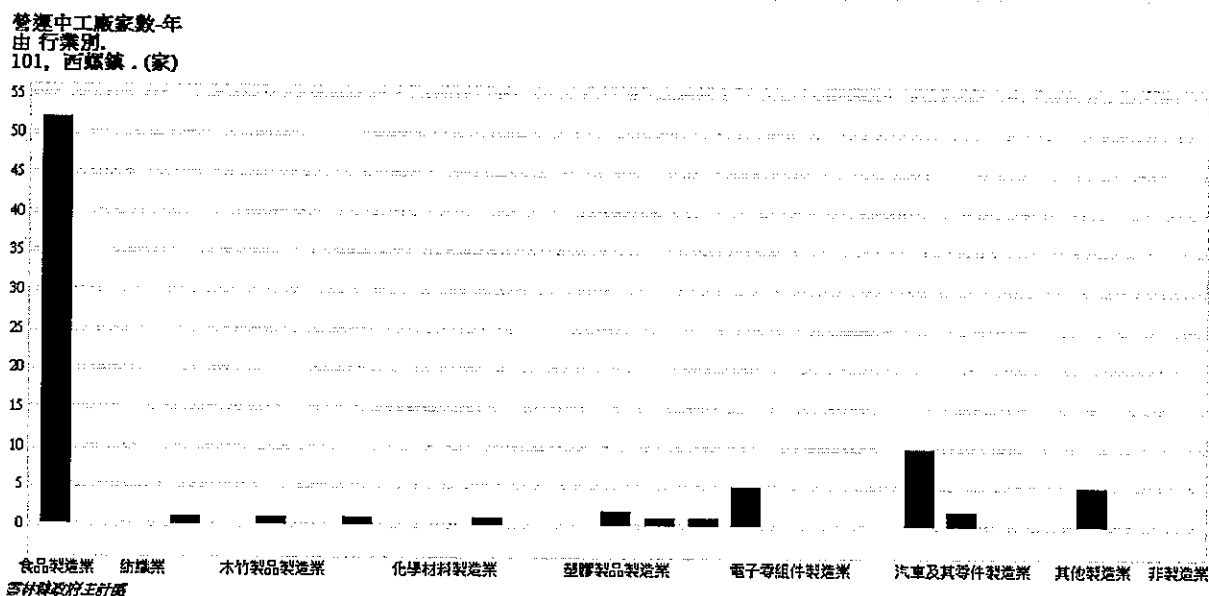 營運中工廠家數-年
由 行業別.
101, 西螺鎮 . (家)
55
50
45
40
35
30
25
20
15
10
5
0
食品製造業 紡織業 木竹製品製造業 化學材料製造業 塑膠製品製造業 電子零組件製造業 汽車及其零件製造業 其他製造業 非製造業
雲林縣政府主計處